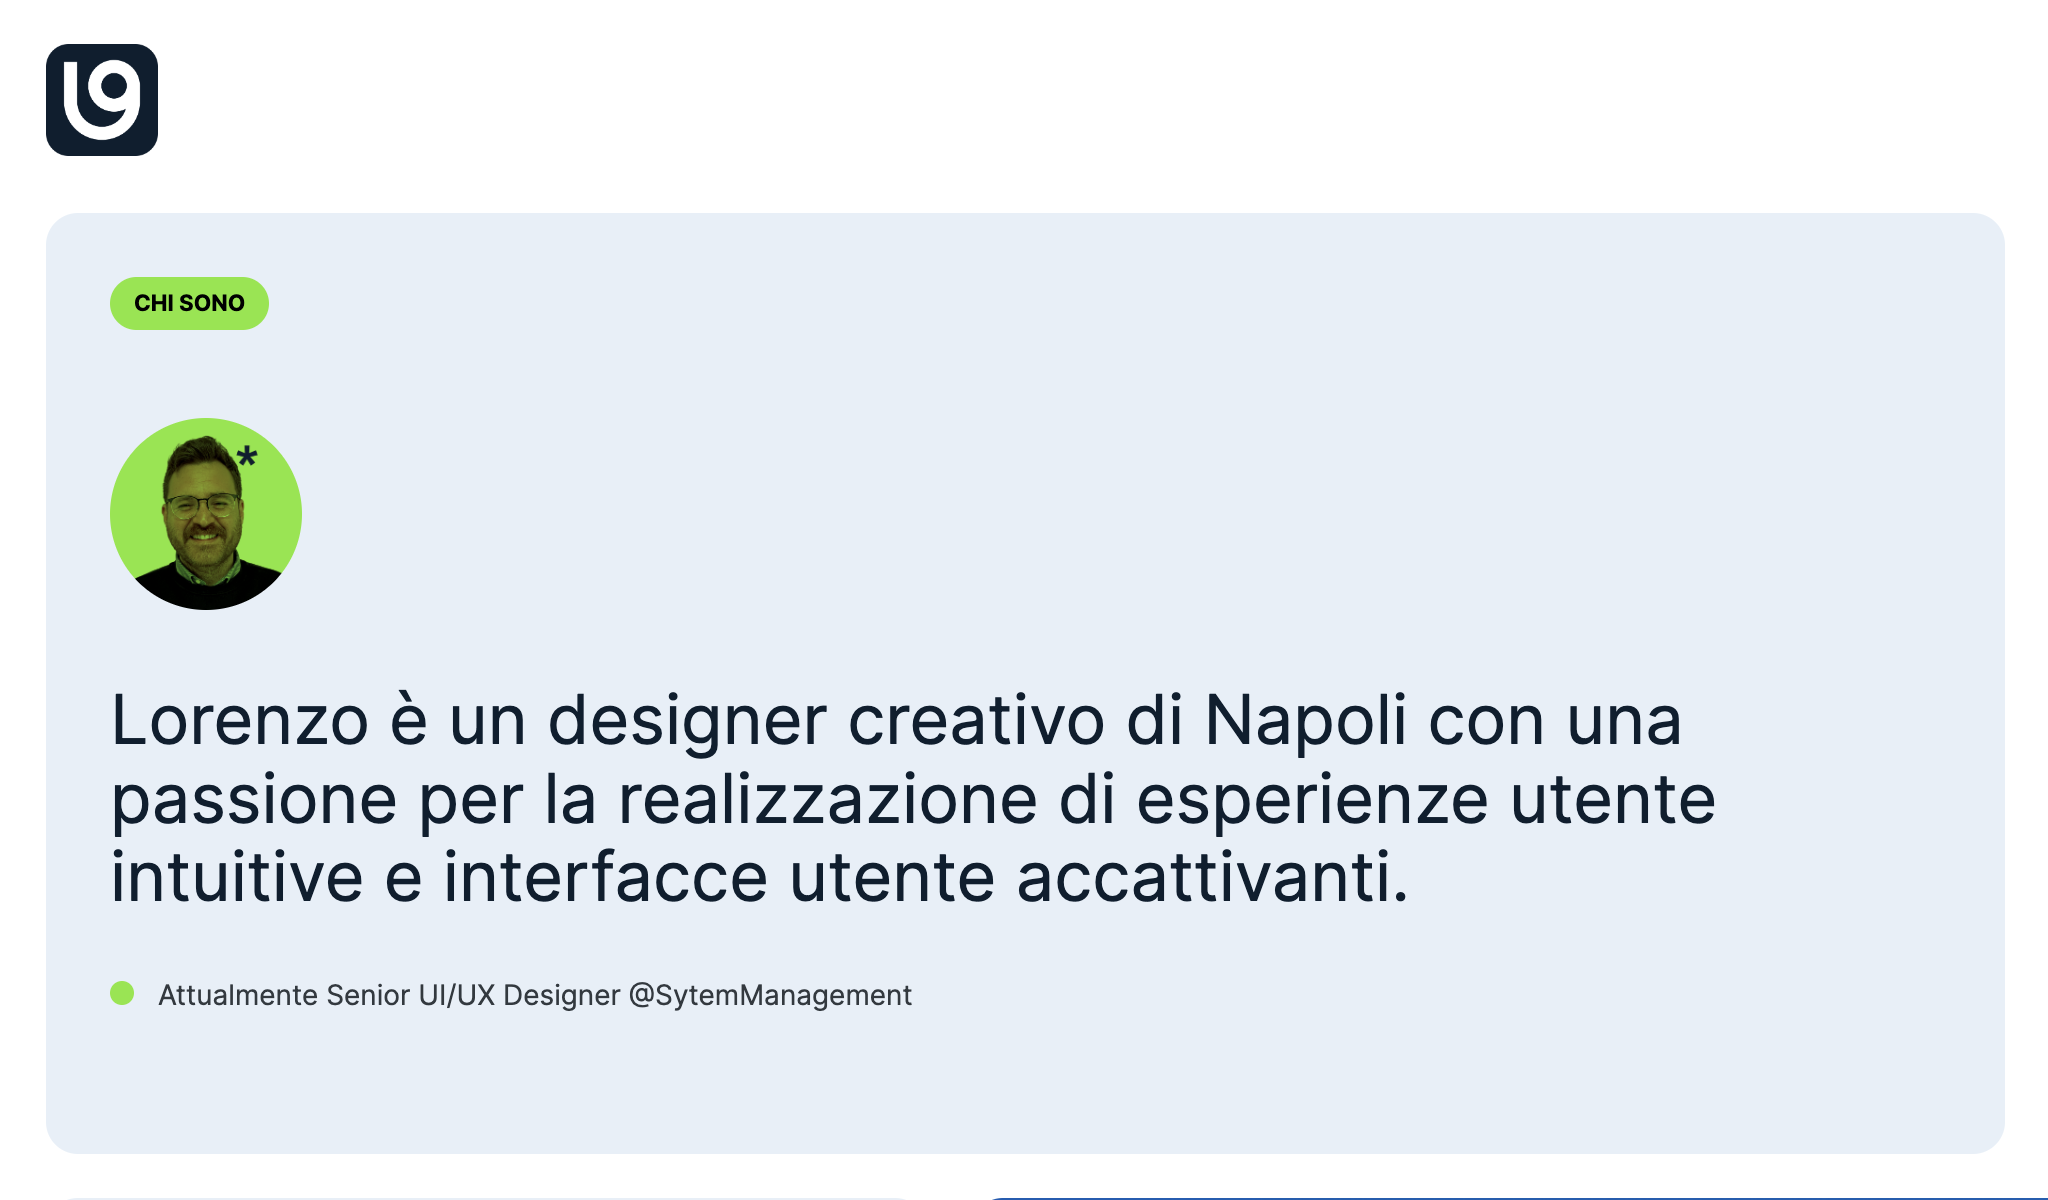 lg
CHI SONO
*
Lorenzo è un designer creativo di Napoli con una
passione per la realizzazione di esperienze utente
intuitive e interfacce utente accattivanti.
Attualmente Senior UI/UX Designer @SytemManagement